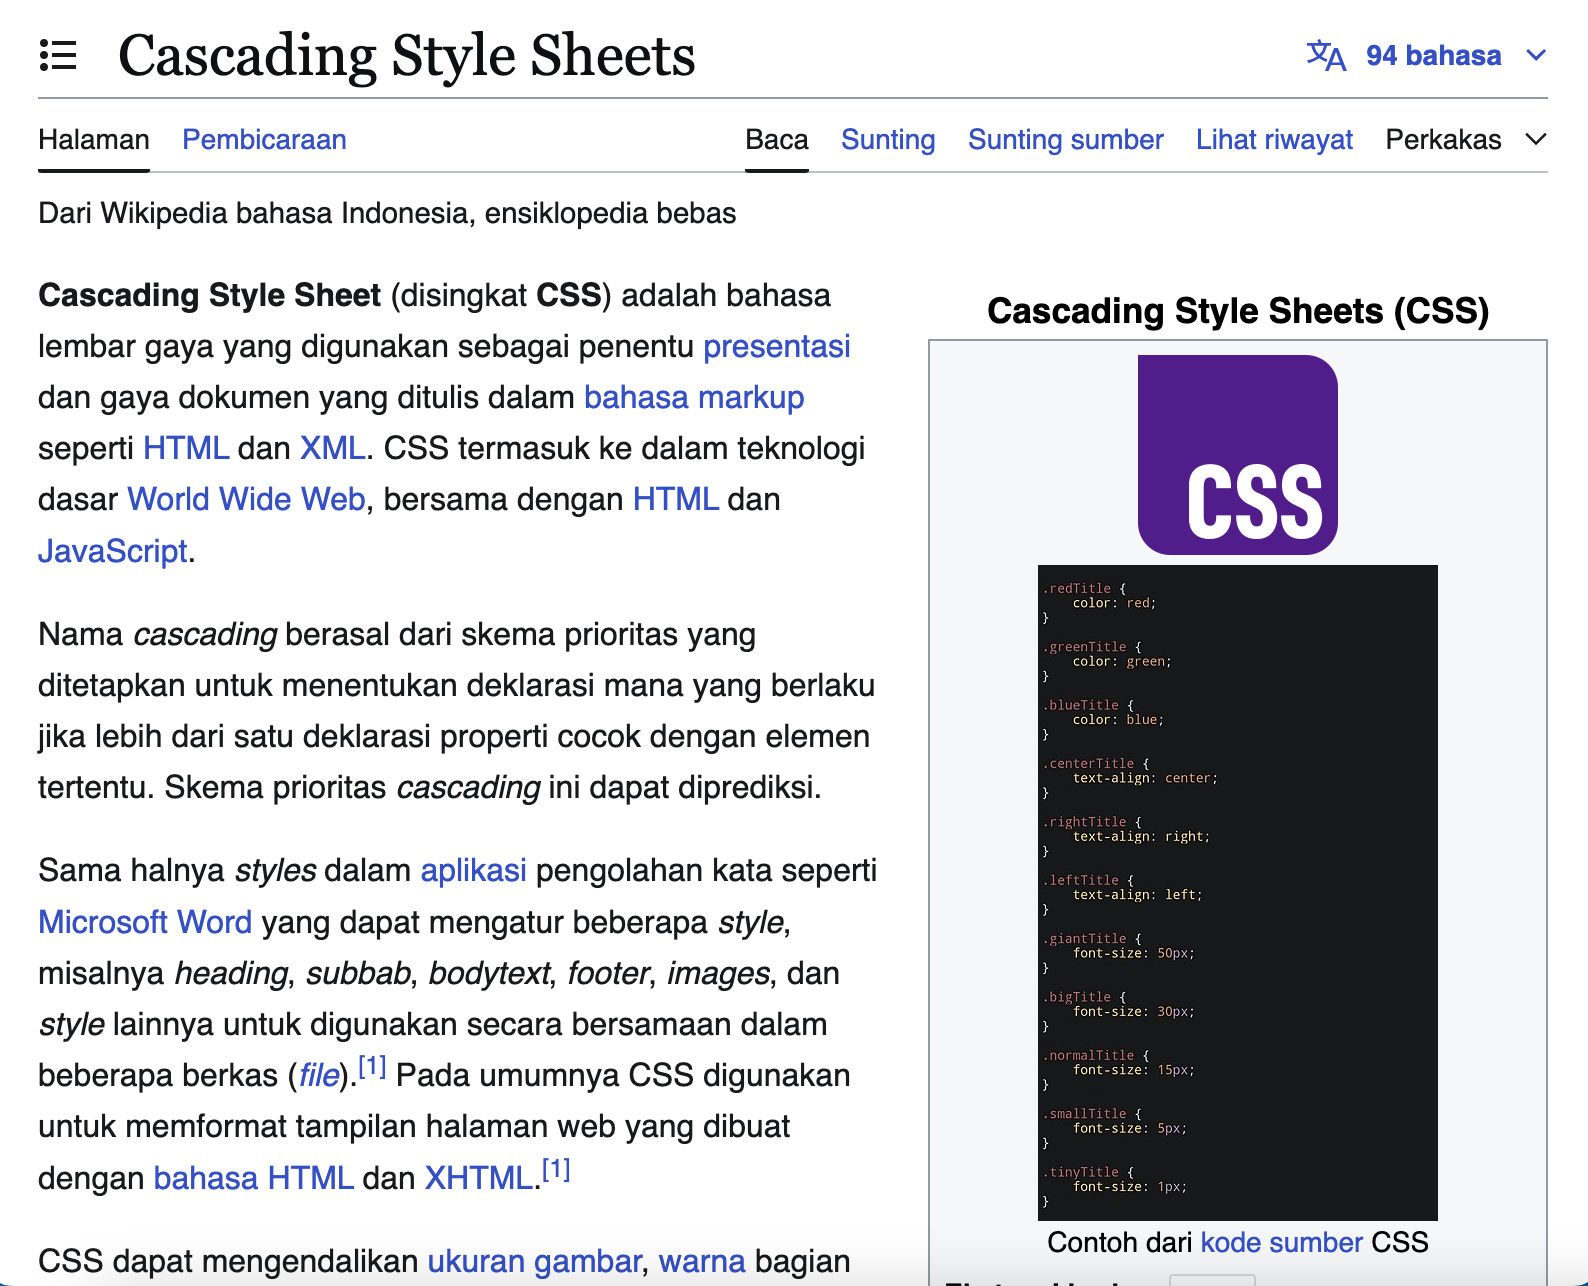 Cascading Style Sheets
94 bahasa
Halaman Pembicaraan Baca Sunting Sunting sumber Lihat riwayat Perkakas
Dari Wikipedia bahasa Indonesia, ensiklopedia bebas
Cascading Style Sheet (disingkat CSS) adalah bahasa
lembar gaya yang digunakan sebagai penentu presentasi
dan gaya dokumen yang ditulis dalam bahasa markup
seperti HTML dan XML. CSS termasuk ke dalam teknologi
dasar World Wide Web, bersama dengan HTML dan
JavaScript.
Nama cascading berasal dari skema prioritas yang
ditetapkan untuk menentukan deklarasi mana yang berlaku
jika lebih dari satu deklarasi properti cocok dengan elemen
tertentu. Skema prioritas cascading ini dapat diprediksi.
Sama halnya styles dalam aplikasi pengolahan kata seperti
Microsoft Word yang dapat mengatur beberapa style,
misalnya heading, subbab, bodytext, footer, images, dan
style lainnya untuk digunakan secara bersamaan dalam
beberapa berkas (file).[1] Pada umumnya CSS digunakan
untuk memformat tampilan halaman web yang dibuat
dengan bahasa HTML dan XHTML.[1]
CSS dapat mengendalikan ukuran gambar, warna bagian
Cascading Style Sheets (CSS)
CSS
.redTitle {
color: red;
}
.greenTitle {
color: green;
}
.blueTitle {
color: blue;
}
.centerTitle {
text-align: center;
}
.rightTitle {
text-align: right;
}
.leftTitle {
text-align: left;
}
.giantTitle {
font-size: 50px;
}
.bigTitle {
font-size: 30px;
}
.normalTitle {
font-size: 15px;
}
.smallTitle {
font-size: 5px;
}
.tinyTitle {
font-size: 1px;
}
Contoh dari kode sumber CSS